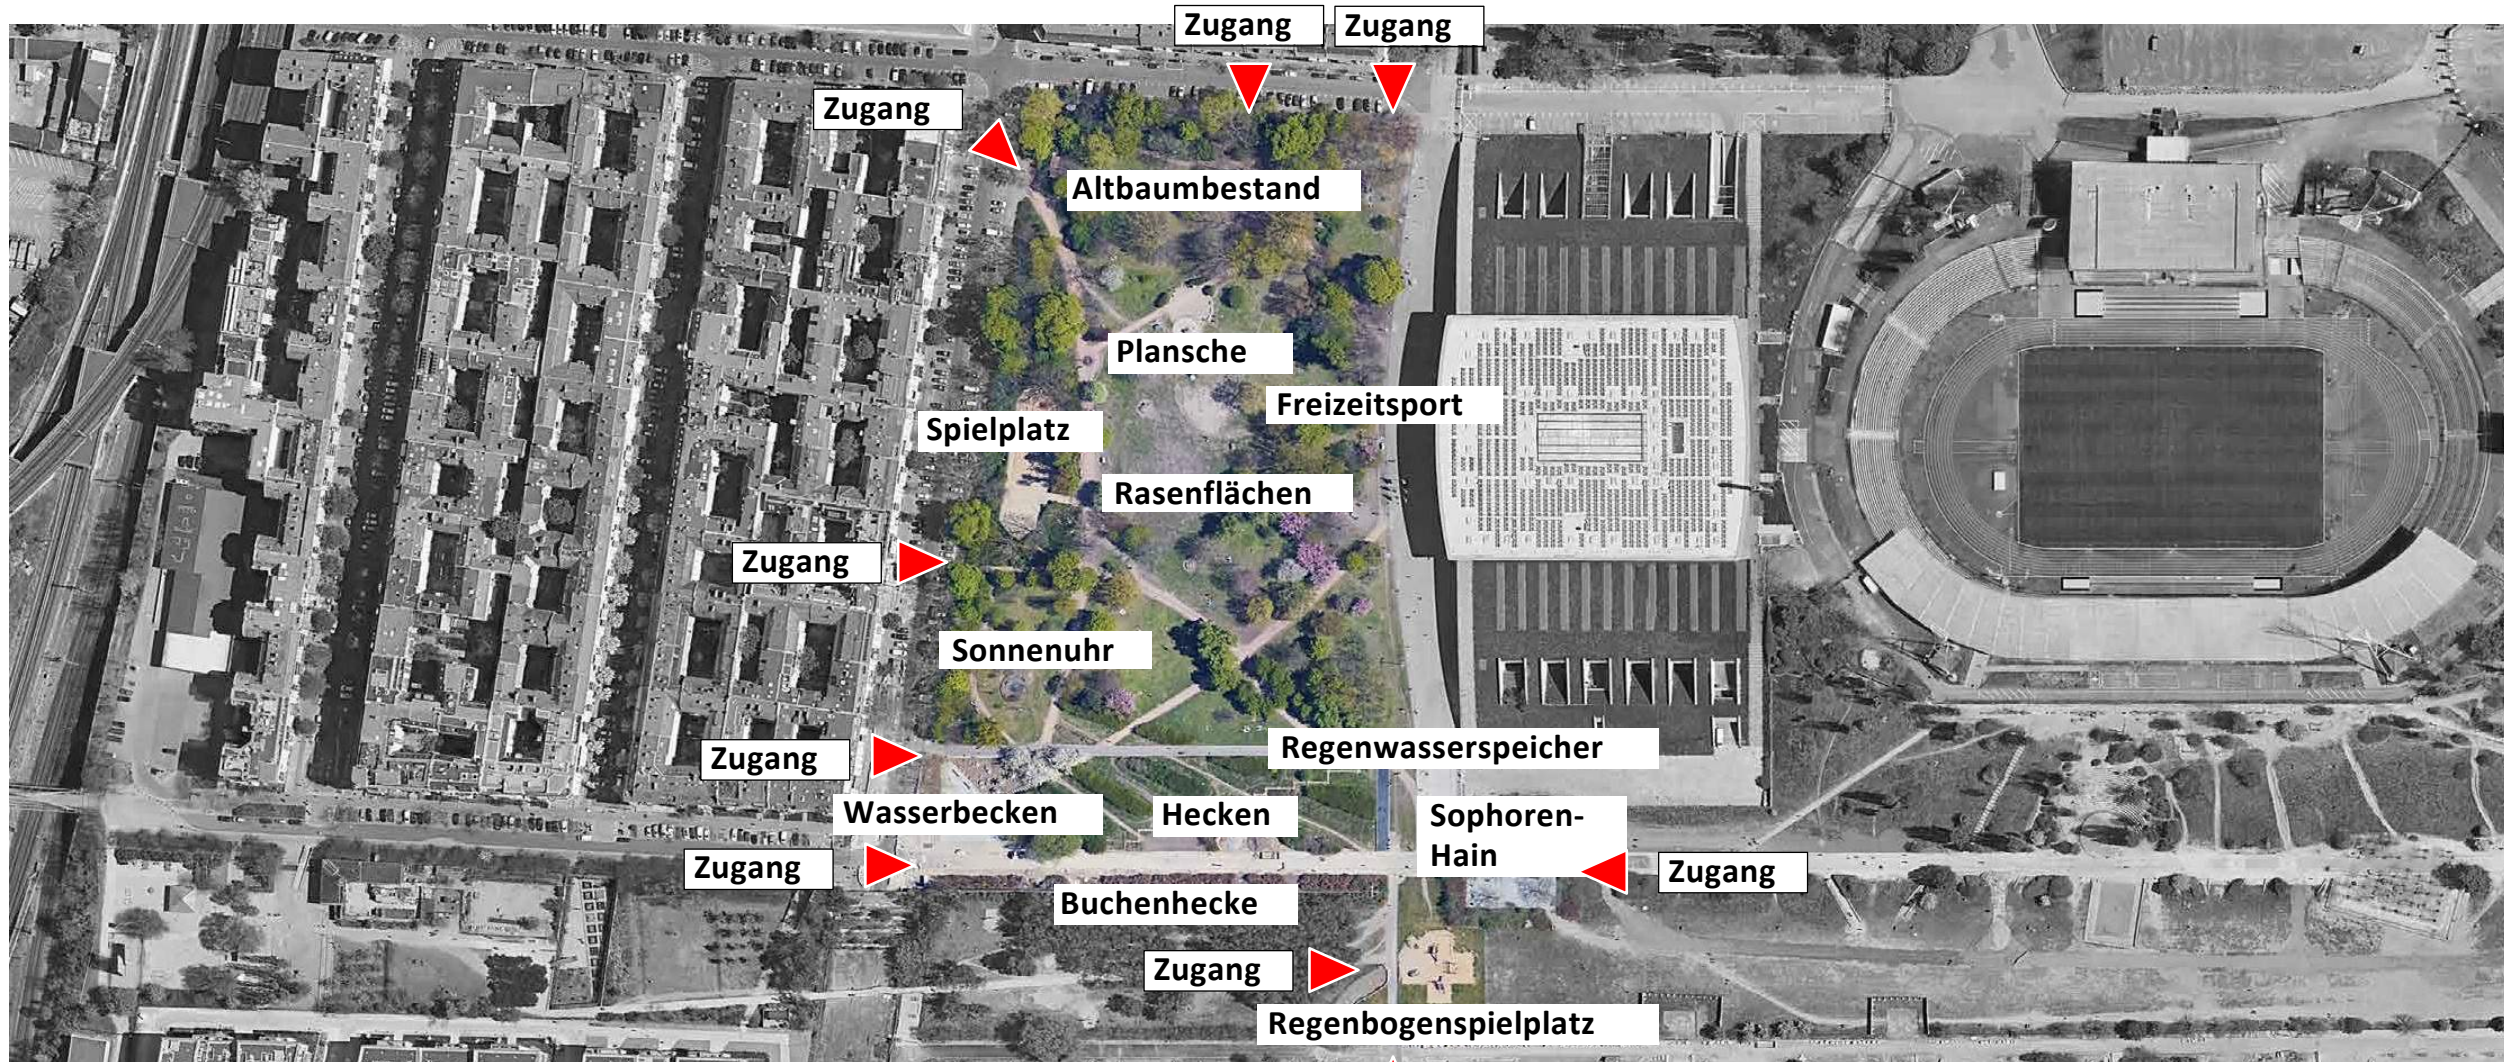 Zugang
Zugang
Zugang
Altbaumbestand
Plansche
Freizeitsport
Spielplatz
Rasenflächen
Zugang
Sonnenuhr
Regenwasserspeicher
Zugang
Wasserbecken
Hecken
Sophoren-
Hain
Zugang
Zugang
Buchenhecke
Zugang
Regenbogenspielplatz